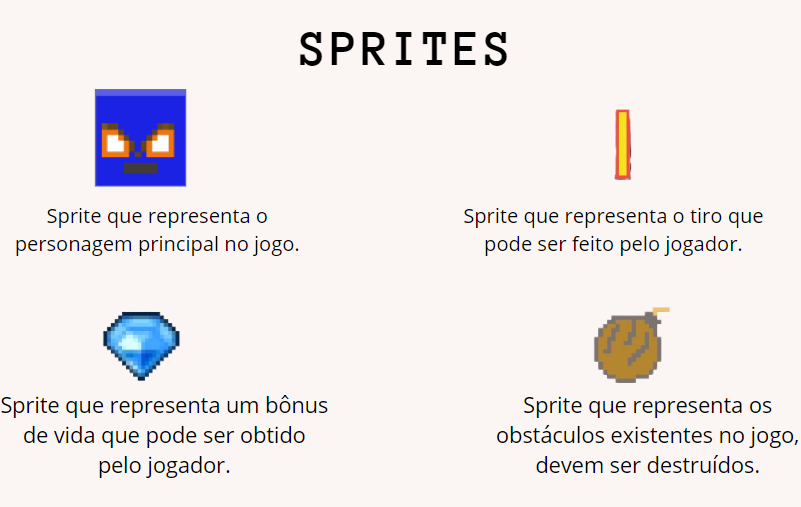 SPRITES
Sprite que representa o
personagem principal no jogo.
Sprite que representa o tiro que
pode ser feito pelo jogador.
Sprite que representa um bônus
de vida que pode ser obtido
pelo jogador.
Sprite que representa os
obstáculos existentes no jogo,
devem ser destruídos.